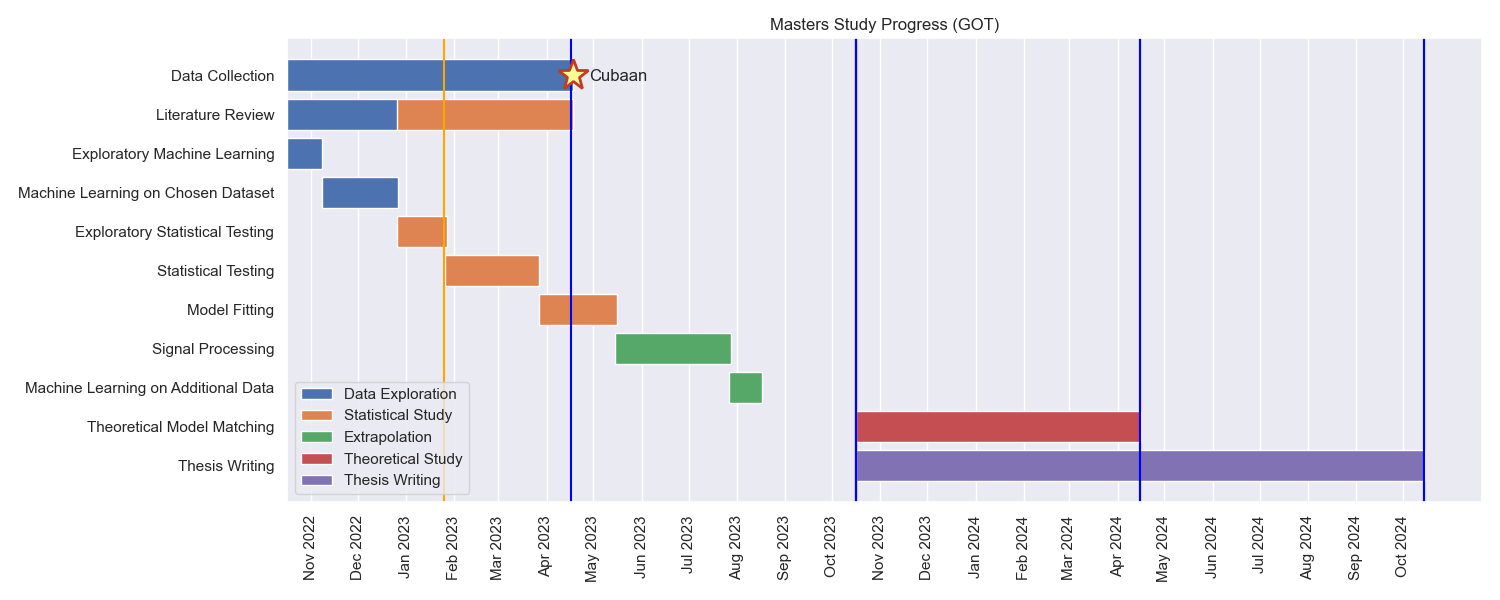 Masters Study Progress (GOT)
Data Collection
Cubaan
Literature Review
Exploratory Machine Learning
Machine Learning on Chosen Dataset
Exploratory Statistical Testing
Statistical Testing
Model Fitting
Signal Processing
Machine Learning on Additional Data
Theoretical Model Matching
Thesis Writing
Data Exploration
Statistical Study
Extrapolation
Theoretical Study
Thesis Writing
Nov 2022
Dec 2022
Jan 2023
Feb 2023
Mar 2023
Apr 2023
May 2023
Jun 2023
Jul 2023
Aug 2023
Sep 2023
Oct 2023
Nov 2023
Dec 2023
Jan 2024
Feb 2024
Mar 2024
Apr 2024
May 2024
Jun 2024
Jul 2024
Aug 2024
Sep 2024
Oct 2024